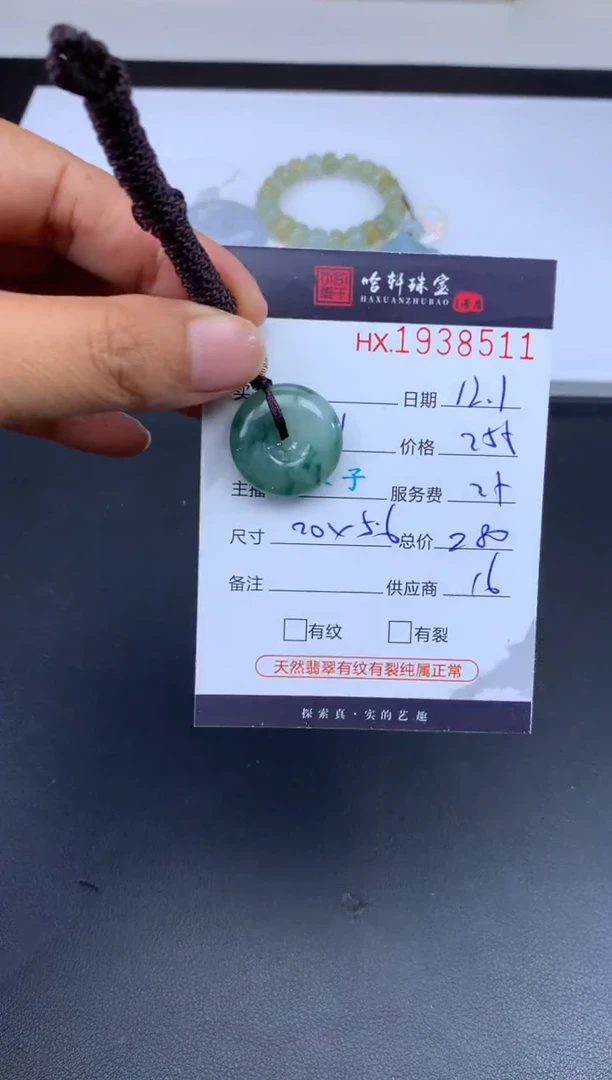 哈轩珠宝
HAXUANZHUBAO
HX.1938511
日期 12.1
价格 255
主播 子 服务费 25
尺寸 20x5.6 总价 280
备注 供应商 16
有纹 有裂
天然翡翠有纹有裂纯属正常
探索真·实的艺趣